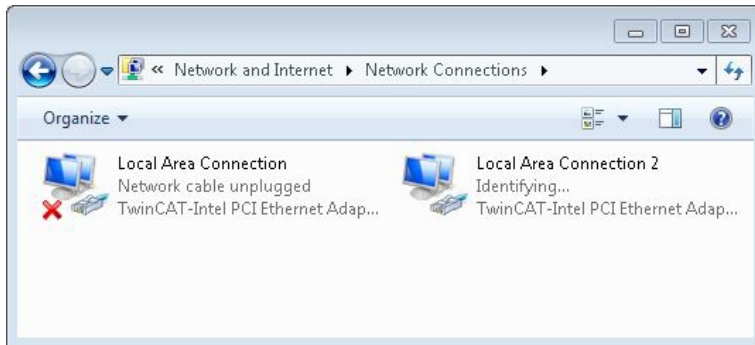 « Network and Internet ▸ Network Connections ▸
Organize
Local Area Connection
Network cable unplugged
TwinCAT-Intel PCI Ethernet Adap...
Local Area Connection 2
Identifying...
TwinCAT-Intel PCI Ethernet Adap...